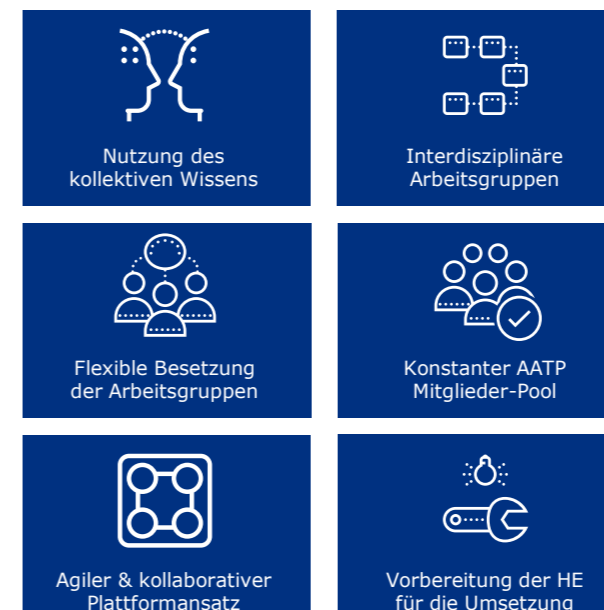 Nutzung des
kollektiven Wissens
Interdisziplinäre
Arbeitsgruppen
Flexible Besetzung
der Arbeitsgruppen
Konstanter AATP
Mitglieder-Pool
Agiler & kollaborativer
Plattformansatz
Vorbereitung der HE
für die Umsetzung